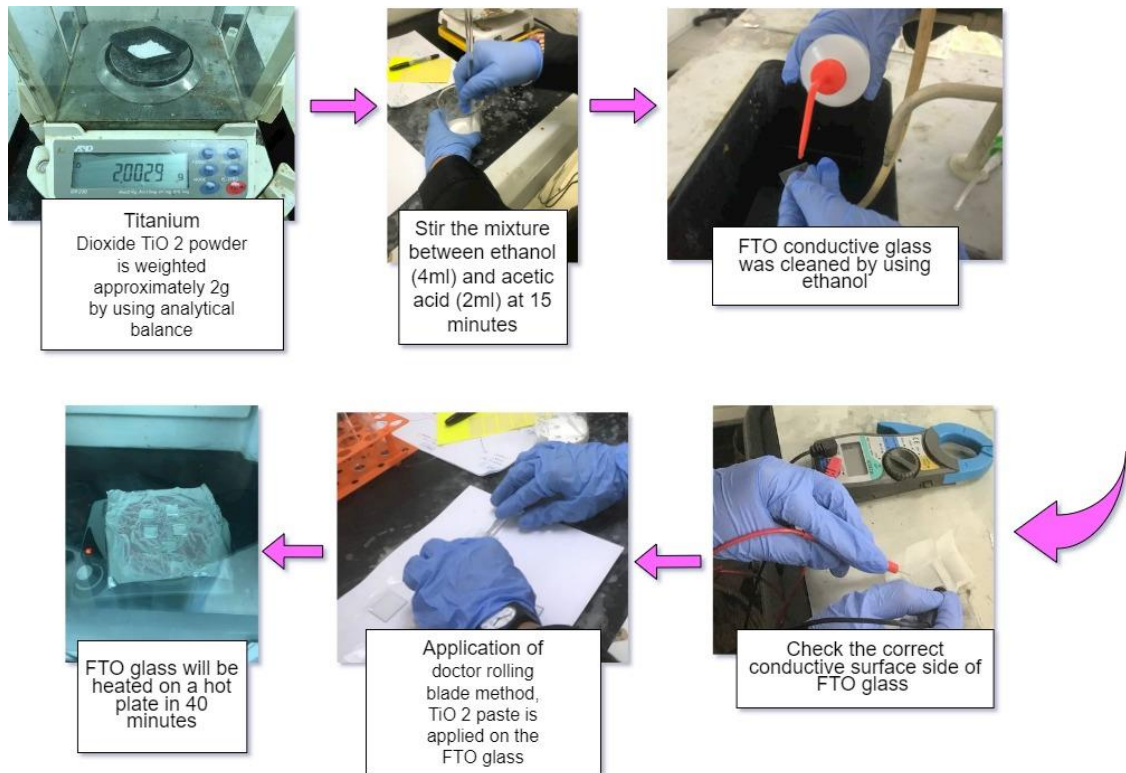 AND
2.0029 g
Titanium
Dioxide TiO 2 powder
is weighted
approximately 2g
by using analytical
balance
Stir the mixture
between ethanol
(4ml) and acetic
acid (2ml) at 15
minutes
FTO conductive glass
was cleaned by using
ethanol
Check the correct
conductive surface side of
FTO glass
Application of
doctor rolling
blade method,
TiO 2 paste is
applied on the
FTO glass
FTO glass will be
heated on a hot
plate in 40
minutes